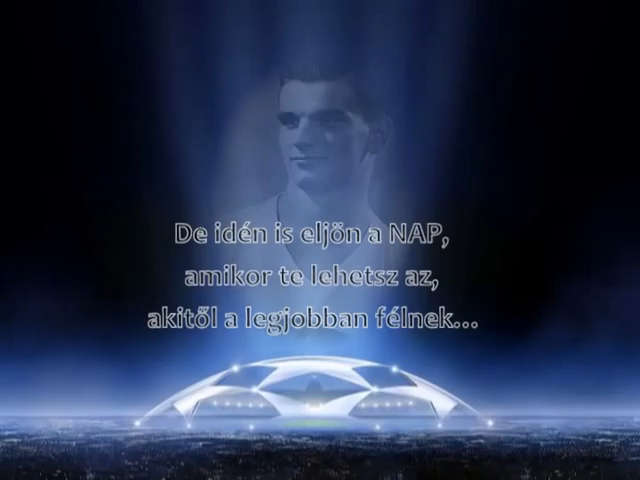 De idén is eljön a NAP,
amikor te lehetsz az,
akitől a legjobban félnek...